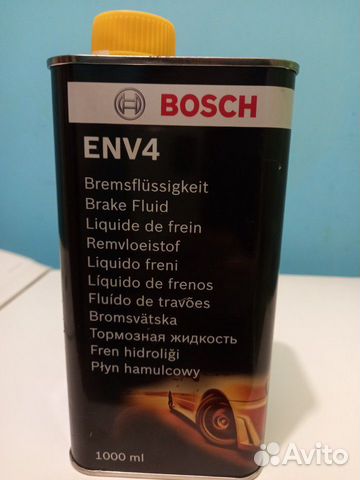 BOSCH
ENV4
Bremsflüssigkeit
Brake Fluid
Liquide de frein
Remvloeistof
Liquido freni
Líquido de frenos
Fluído de travões
Bromsvätska
Тормозная жидкость
Fren hidroliği
Płyn hamulcowy
1000 ml
Avito